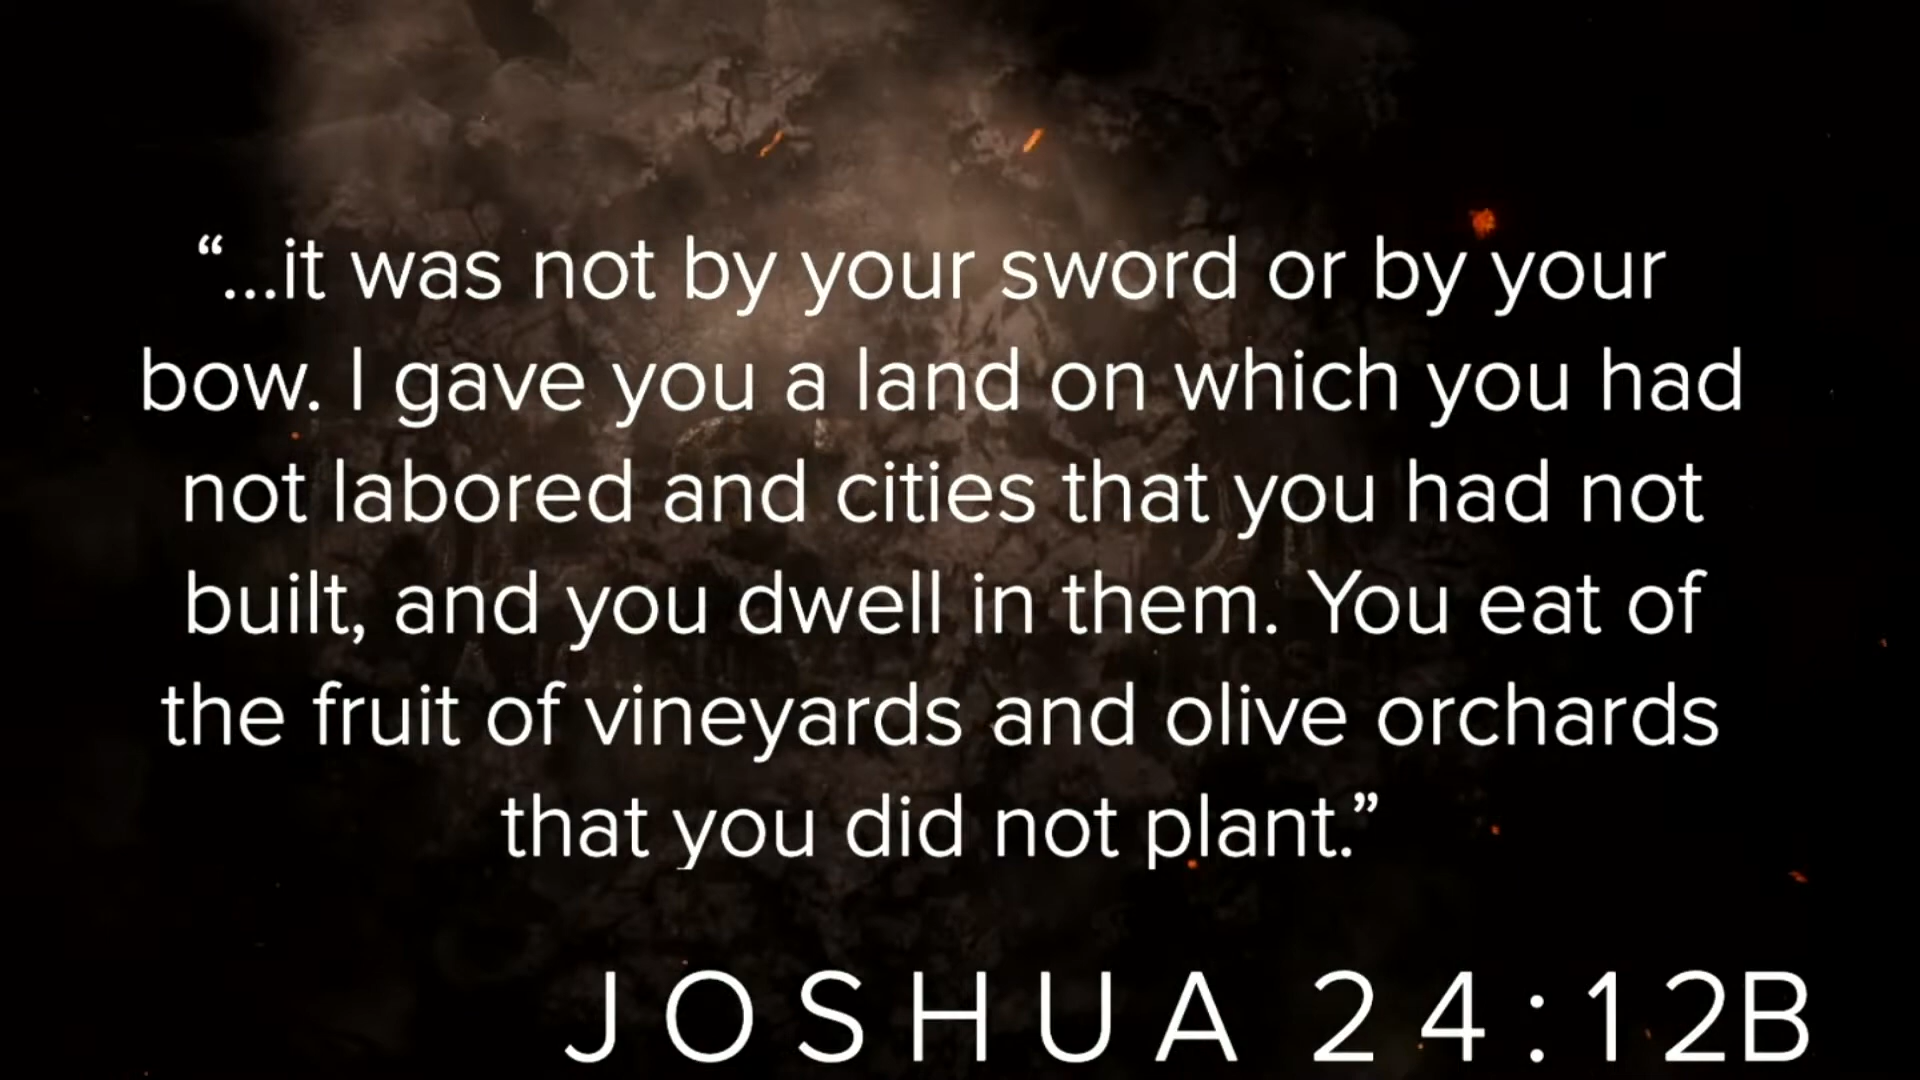 “...it was not by your sword or by your
bow. I gave you a land on which you had
not labored and cities that you had not
built, and you dwell in them. You eat of
the fruit of vineyards and olive orchards
that you did not plant.”
JOSHUA 24:12B